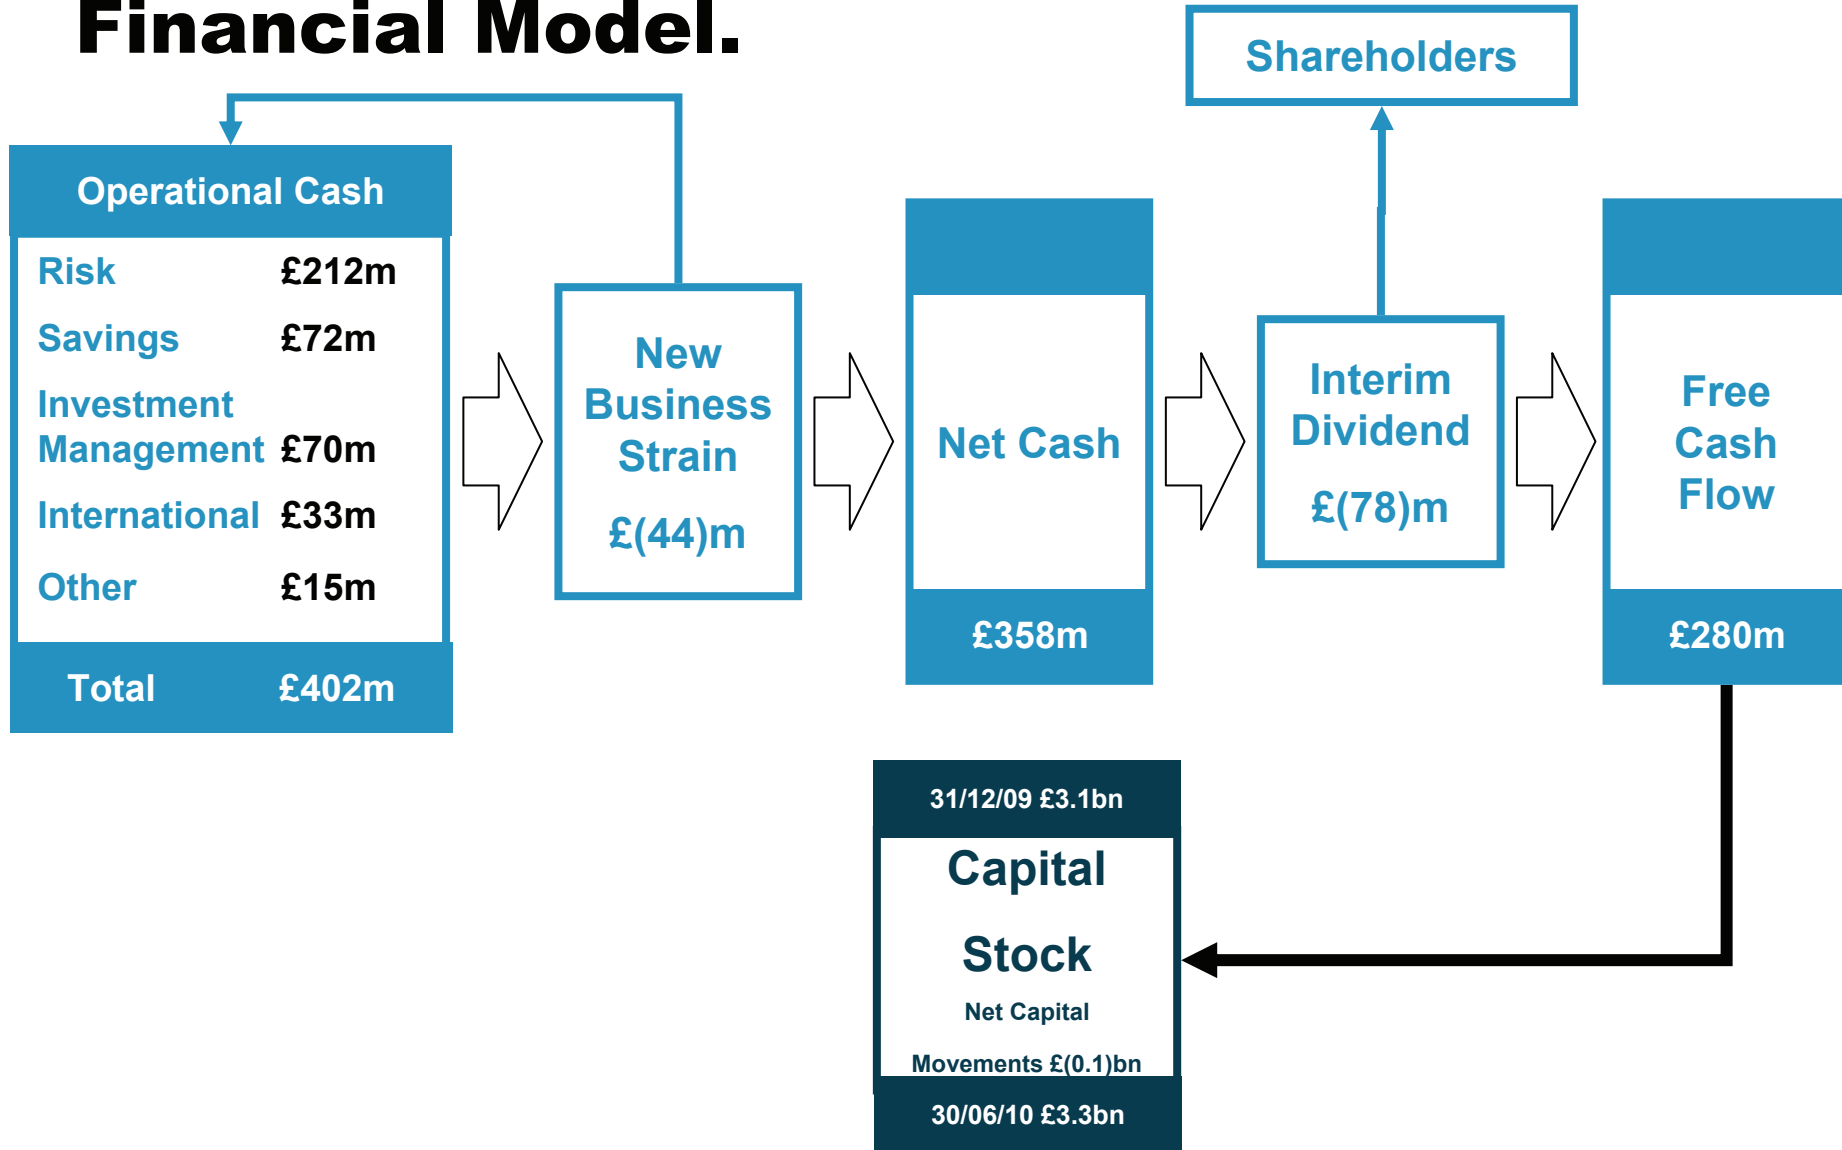 Financial Model.
Shareholders
Operational Cash
Risk £212m
Savings £72m
Investment
Management £70m
International £33m
Other £15m
Total £402m
New
Business
Strain
£(44)m
Net Cash
£358m
Interim
Dividend
£(78)m
Free
Cash
Flow
£280m
31/12/09 £3.1bn
Capital
Stock
Net Capital
Movements £(0.1)bn
30/06/10 £3.3bn